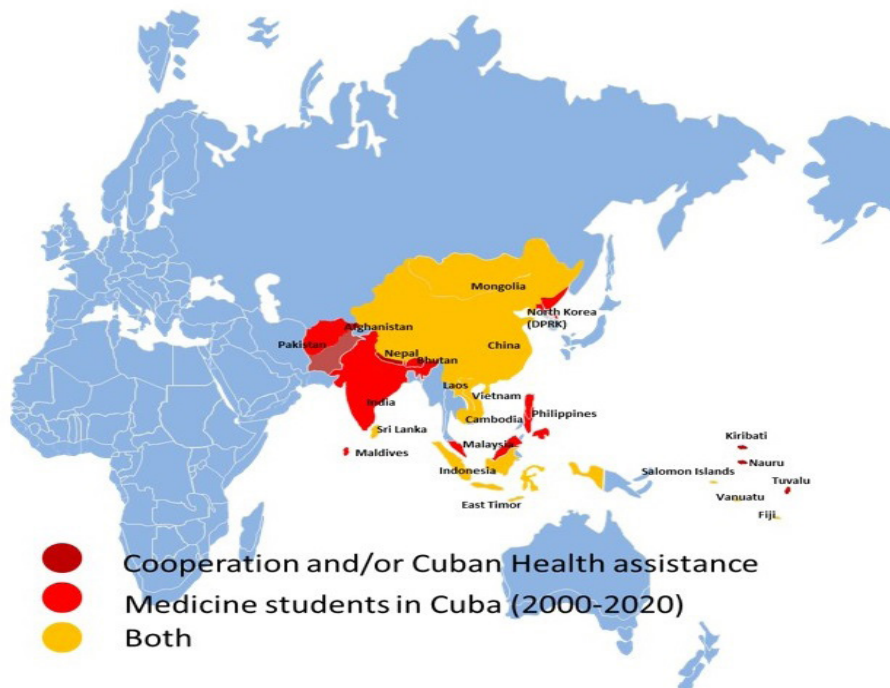 Mongolia
North Korea
(DPRK)
Afghanistan
Pakistan
China
Nepal
Bhutan
Laos
India
Vietnam
Sri Lanka
Cambodia
Philippines
Maldives
Malaysia
Kiribati
Indonesia
Salomon Islands
Nauru
Tuvalu
East Timor
Vanuatu
Fiji
Cooperation and/or Cuban Health assistance
Medicine students in Cuba (2000-2020)
Both